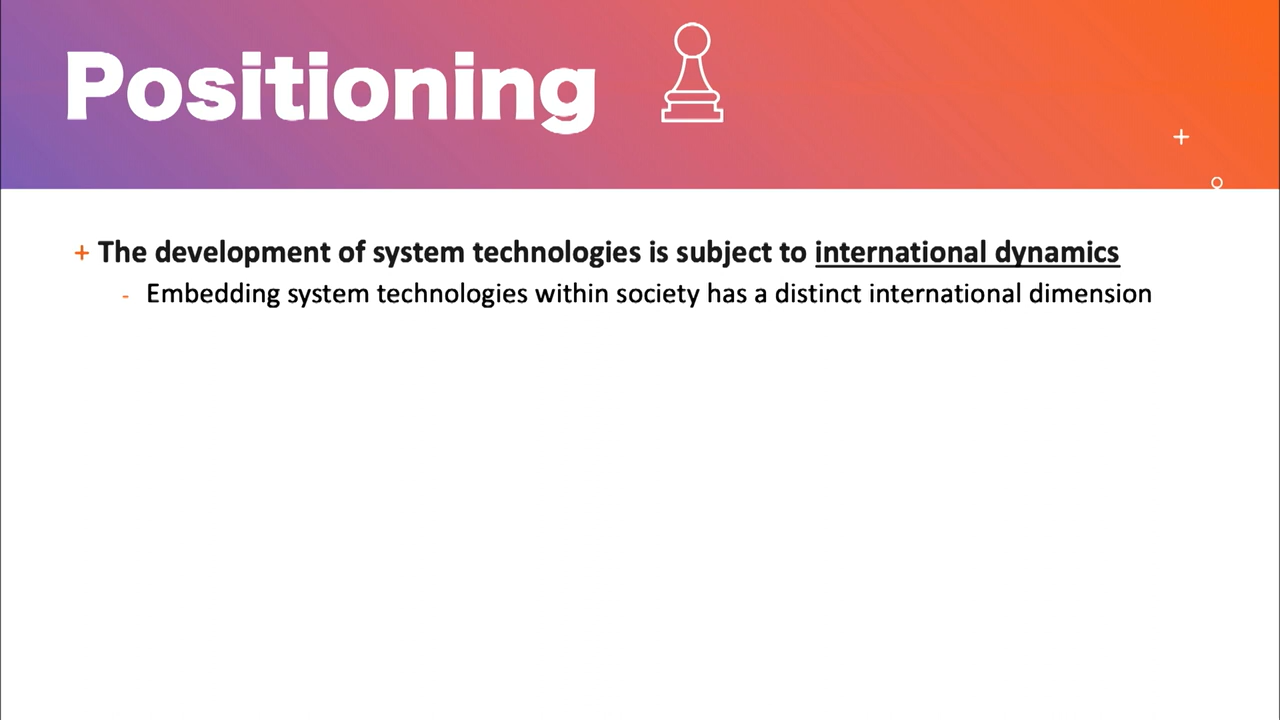 Positioning
+ The development of system technologies is subject to international dynamics
- Embedding system technologies within society has a distinct international dimension